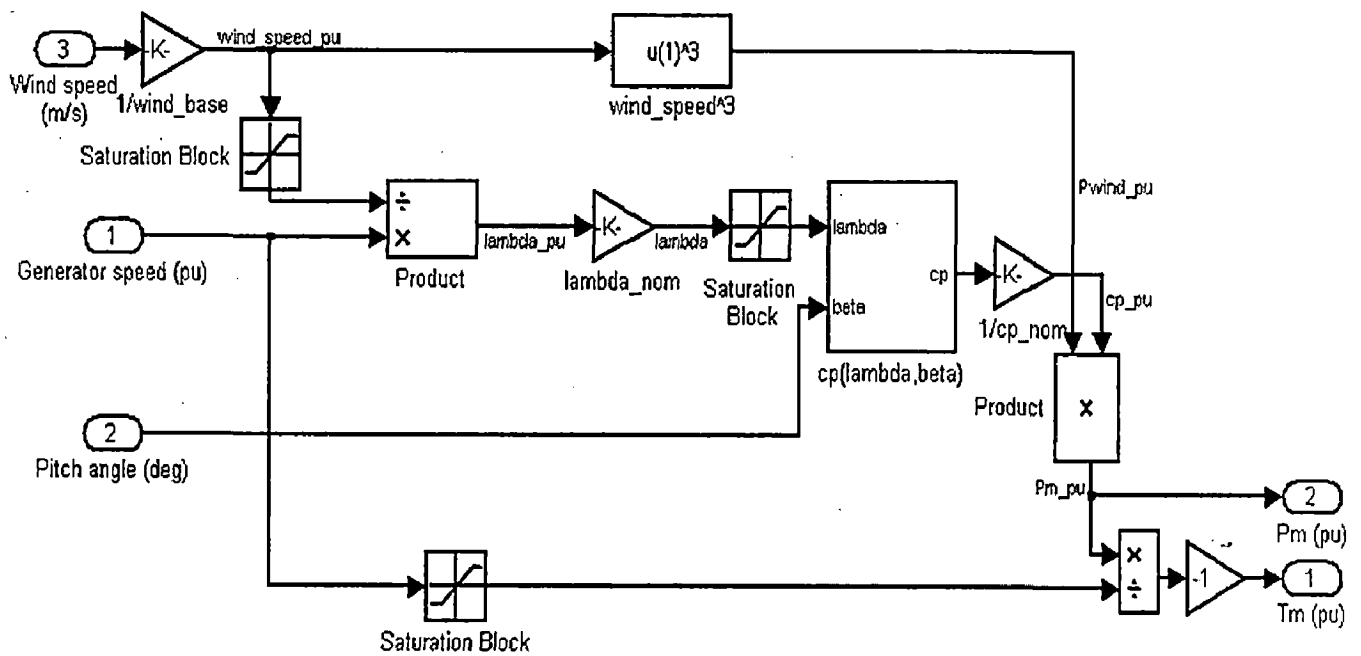 3
Wind speed
(m/s)
-K-
1/wind_base
wind_speed_pu
u(1)^3
wind_speed^3
Saturation Block
÷
×
Product
lambda_pu
-K-
lambda_nom
lambda
Saturation
Block
lambda
beta
cp
cp(lambda,beta)
-K-
1/cp_nom
cp_pu
Pwind_pu
1
Generator speed (pu)
2
Pitch angle (deg)
Product
×
Pm_pu
2
Pm (pu)
Saturation Block
×
÷
-1
1
Tm (pu)